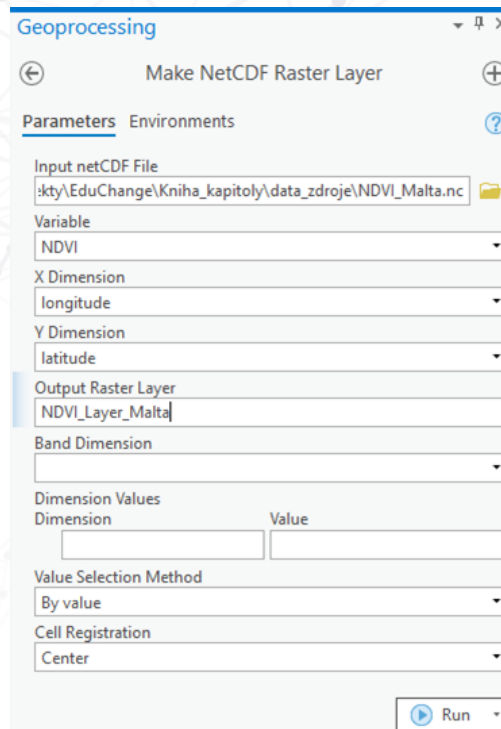 Geoprocessing
Make NetCDF Raster Layer
Parameters Environments
Input netCDF File
:kty\EduChange\Kniha_kapitoly\data_zdroje\NDVI_Malta.nc
Variable
NDVI
X Dimension
longitude
Y Dimension
latitude
Output Raster Layer
NDVI_Layer_Malta
Band Dimension
Dimension Values
Dimension Value
Value Selection Method
By value
Cell Registration
Center
Run